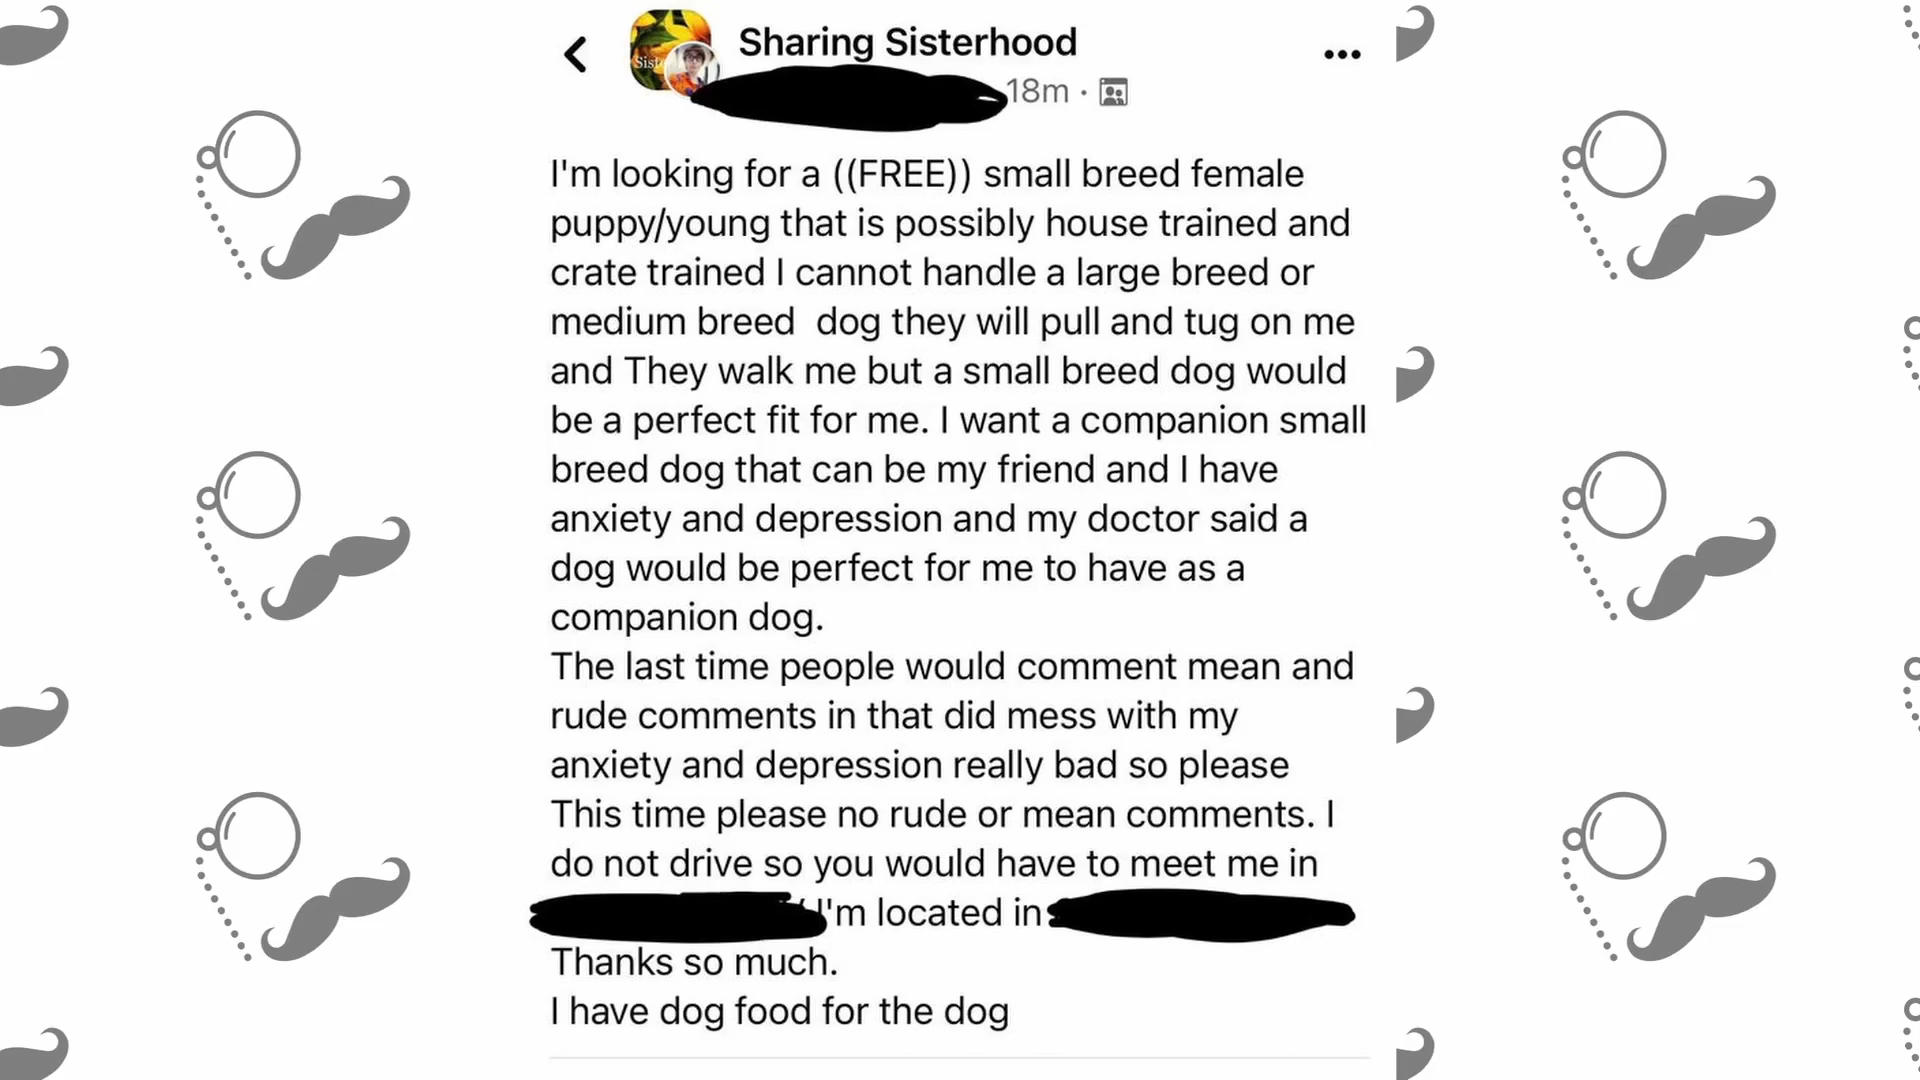 Sharing Sisterhood
18m ·
I'm looking for a ((FREE)) small breed female
puppy/young that is possibly house trained and
crate trained I cannot handle a large breed or
medium breed  dog they will pull and tug on me
and They walk me but a small breed dog would
be a perfect fit for me. I want a companion small
breed dog that can be my friend and I have
anxiety and depression and my doctor said a
dog would be perfect for me to have as a
companion dog.
The last time people would comment mean and
rude comments in that did mess with my
anxiety and depression really bad so please
This time please no rude or mean comments. I
do not drive so you would have to meet me in
I'm located in
Thanks so much.
I have dog food for the dog